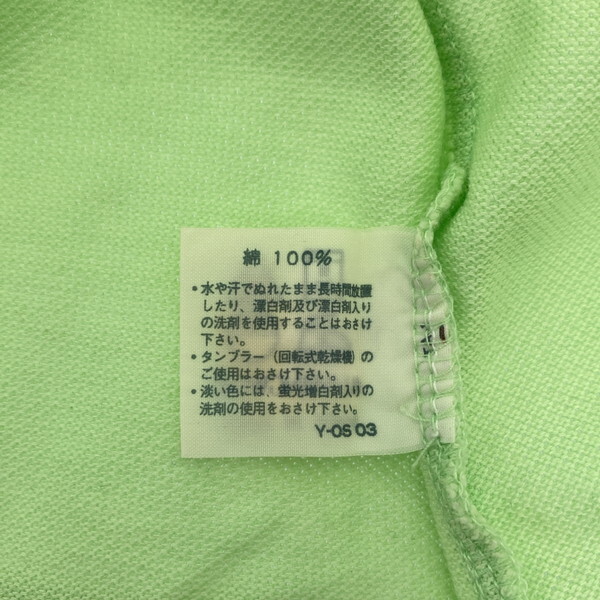 綿 100%
・水や汗でぬれたまま長時間放置
したり、漂白剤及び漂白剤入り
の洗剤を使用することはおさけ
下さい。
・タンブラー（回転式乾燥機）の
ご使用はおさけ下さい。
・淡い色には、蛍光増白剤入りの
洗剤の使用をおさけ下さい。
Y-OS 03